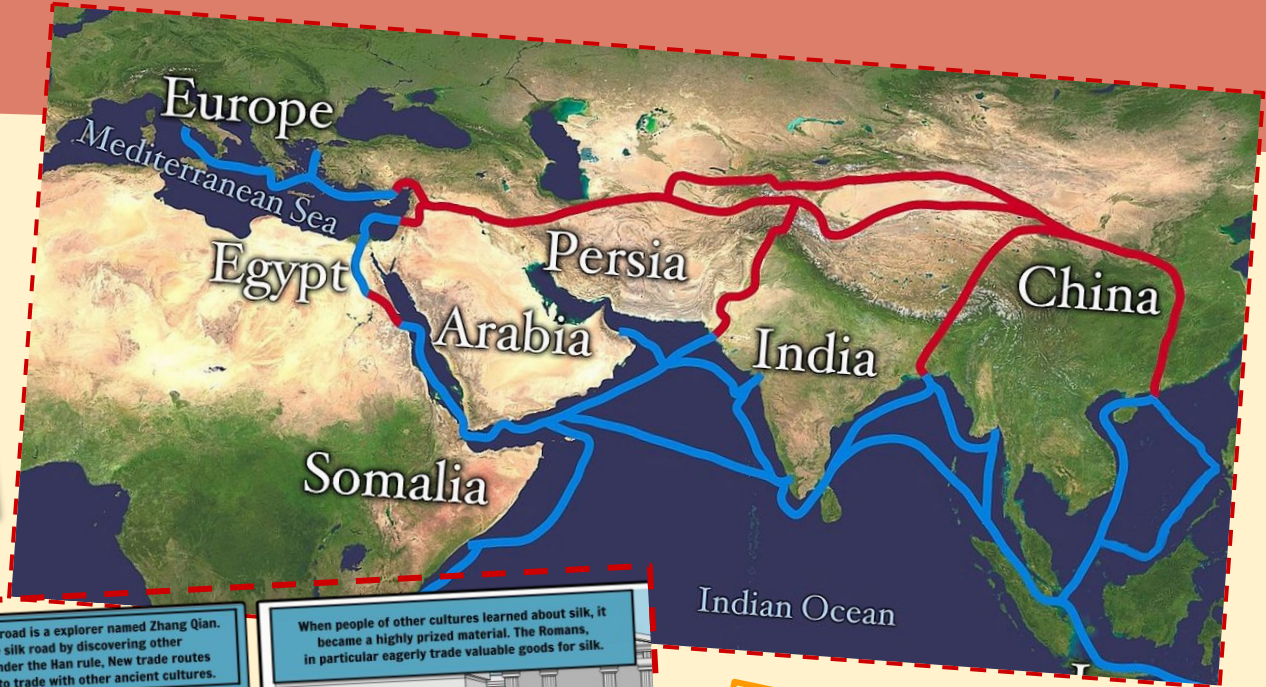 Europe
Mediterranean Sea
Egypt
Persia
China
Arabia
India
Somalia
Indian Ocean
road is a explorer named Zhang Qian.
silk road by discovering other
nder the Han rule, New trade routes
to trade with other ancient cultures.
When people of other cultures learned about silk, it
became a highly prized material. The Romans,
in particular eagerly trade valuable goods for silk.